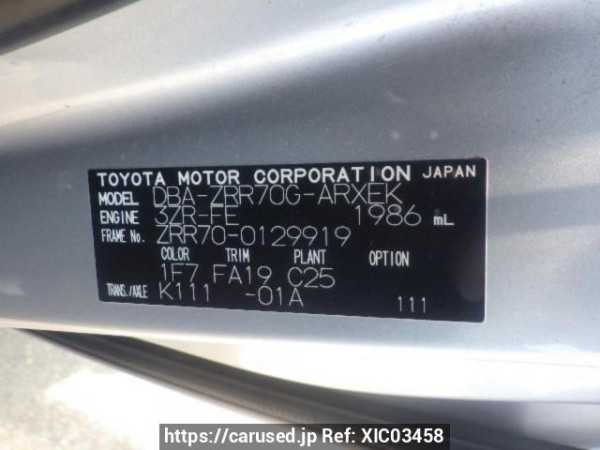 TOYOTA MOTOR CORPORATION JAPAN
MODEL DBA-ZRR70G-ARXEK
ENGINE 3ZR-FE 1986 mL
FRAME No. ZRR70-0129919
COLOR TRIM PLANT OPTION
1F7 FA19 C25
TRANS./AXLE K111 -01A 111
https://carused.jp Ref: XIC03458